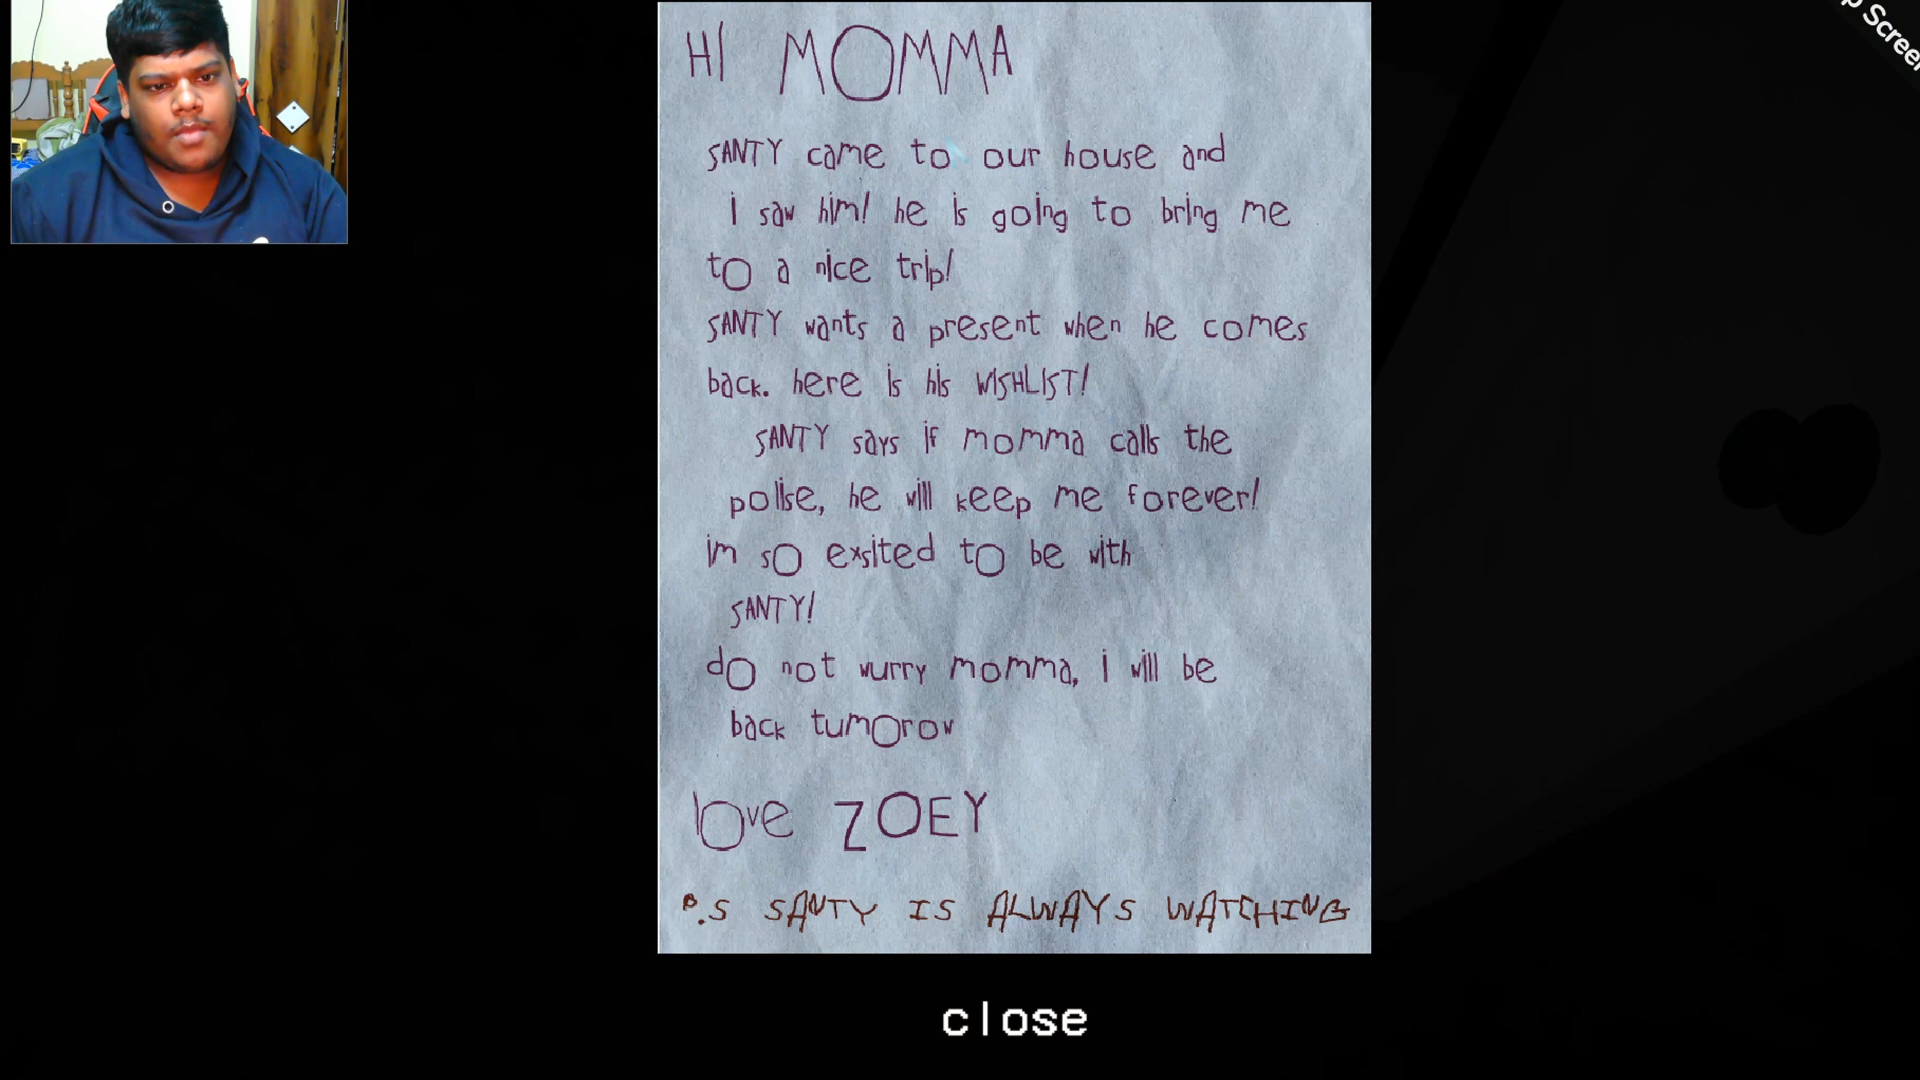 HI MOMMA
SANTY came to our house and
i saw him! he is going to bring me
to a nice trip!
SANTY wants a present when he comes
back. here is his WISHLIST!
SANTY says if momma calls the
polise, he will keep me forever!
im so exsited to be with
SANTY!
do not wurry momma, i will be
back tumorow
love ZOEY
P.S SANTY IS ALWAYS WATCHING
close